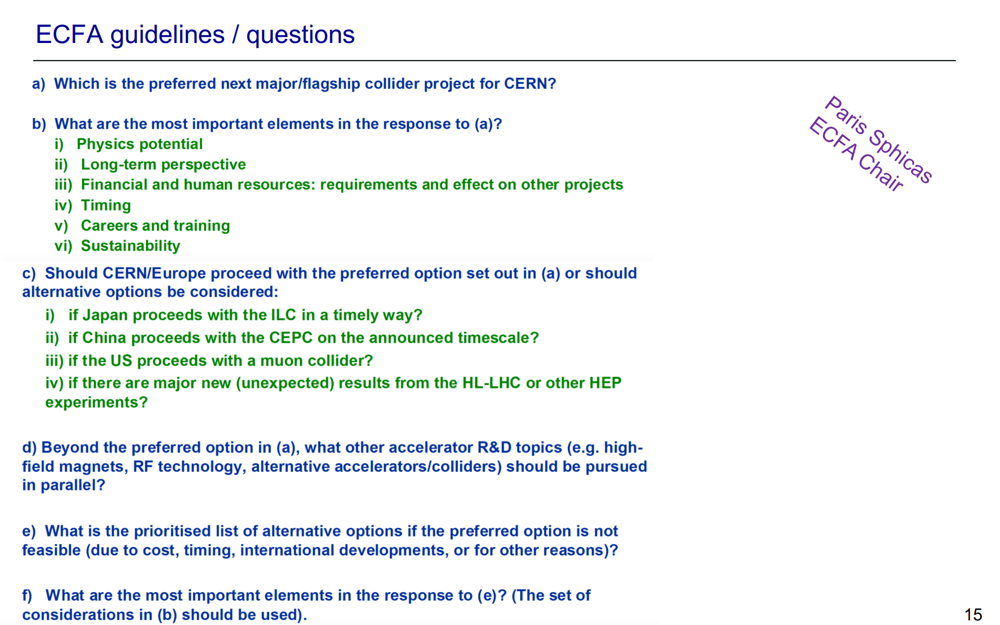 ECFA guidelines / questions
a) Which is the preferred next major/flagship collider project for CERN?
Paris Sphicas
ECFA Chair
b) What are the most important elements in the response to (a)?
i) Physics potential
ii) Long-term perspective
iii) Financial and human resources: requirements and effect on other projects
iv) Timing
v) Careers and training
vi) Sustainability
c) Should CERN/Europe proceed with the preferred option set out in (a) or should
alternative options be considered:
i) if Japan proceeds with the ILC in a timely way?
ii) if China proceeds with the CEPC on the announced timescale?
iii) if the US proceeds with a muon collider?
iv) if there are major new (unexpected) results from the HL-LHC or other HEP
experiments?
d) Beyond the preferred option in (a), what other accelerator R&D topics (e.g. high-
field magnets, RF technology, alternative accelerators/colliders) should be pursued
in parallel?
e) What is the prioritised list of alternative options if the preferred option is not
feasible (due to cost, timing, international developments, or for other reasons)?
f) What are the most important elements in the response to (e)? (The set of
considerations in (b) should be used).
15